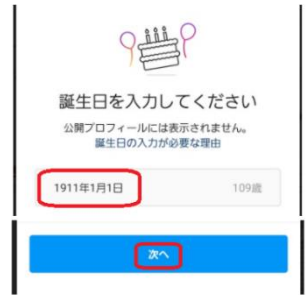 誕生日を入力してください
公開プロフィールには表示されません。
誕生日の入力が必要な理由
1911年1月1日 109歳
次へ